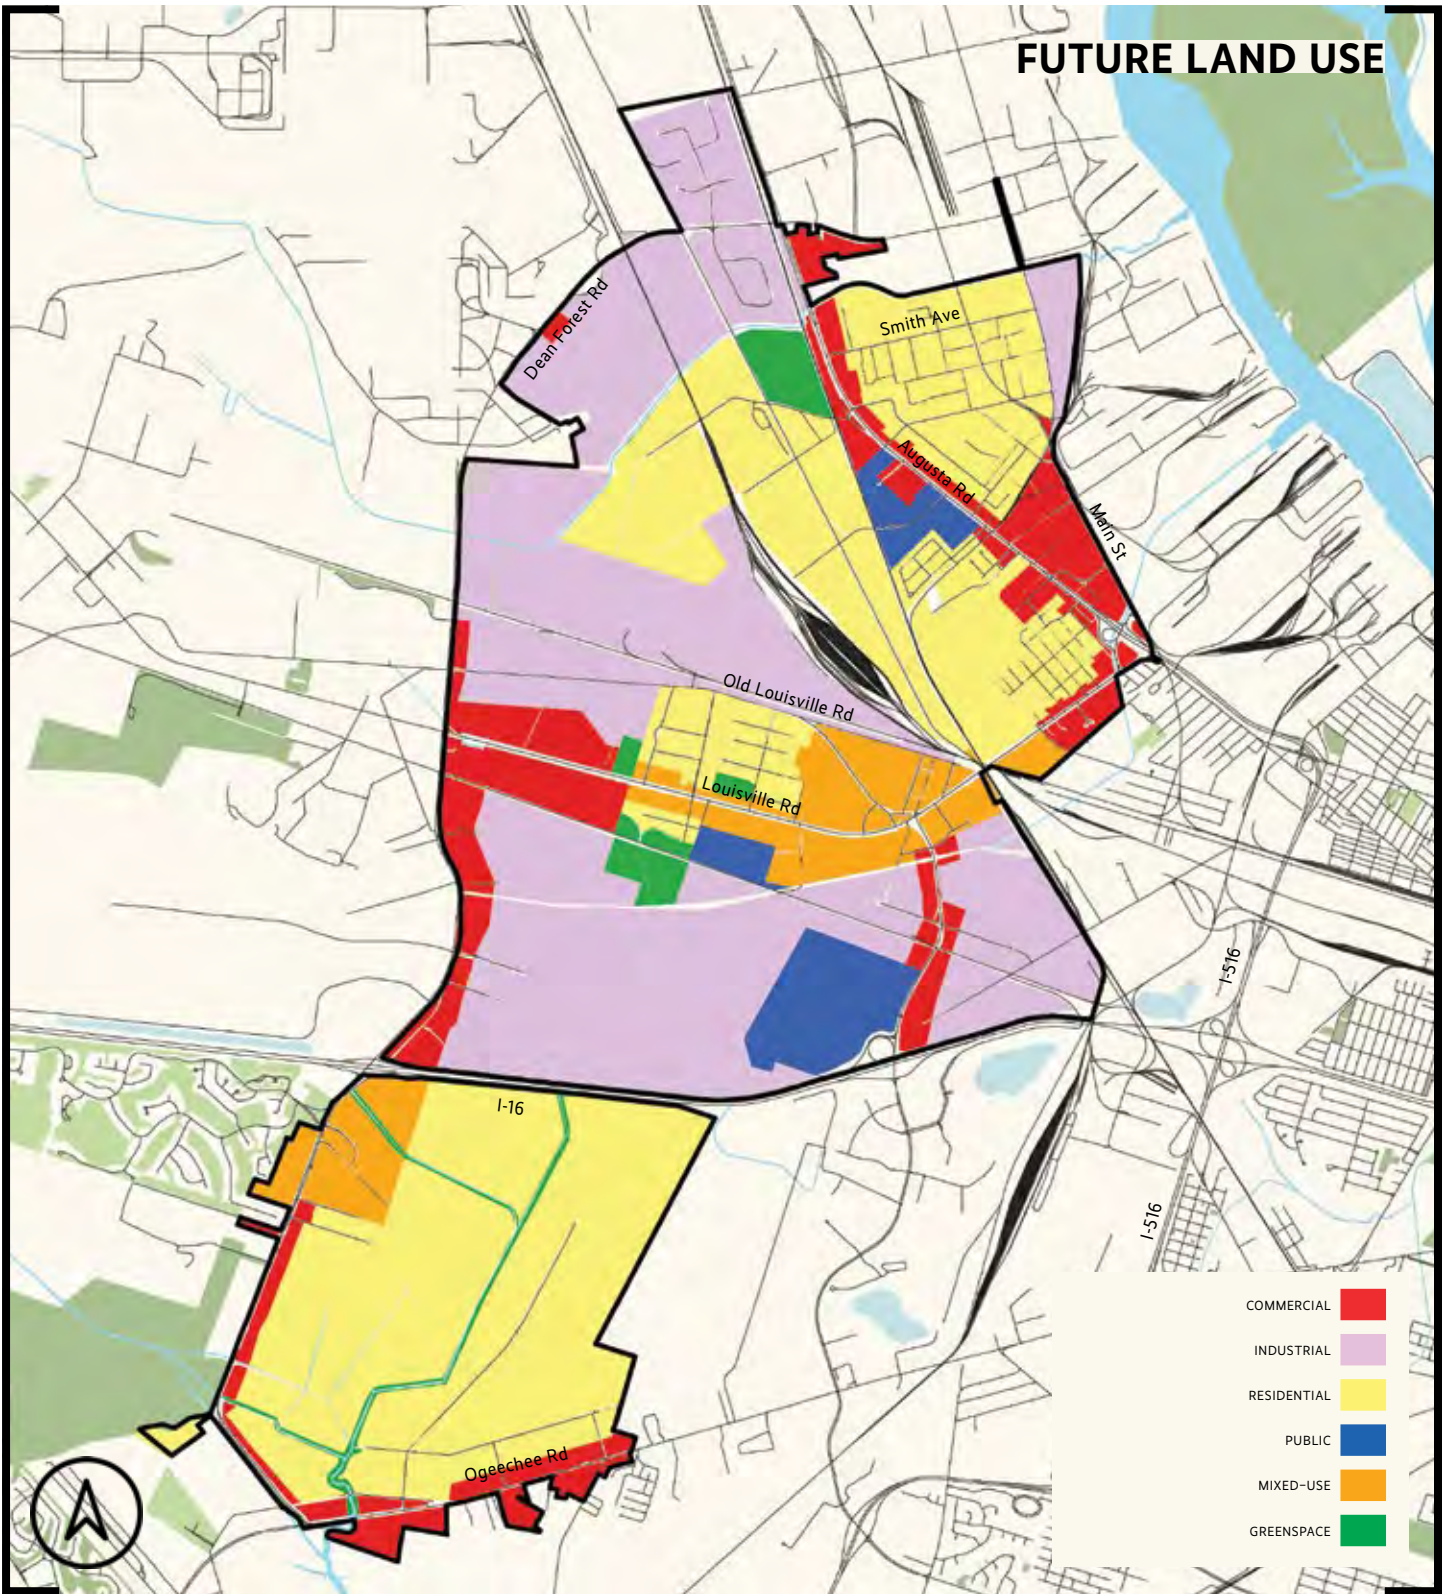 FUTURE LAND USE
Dean Forest Rd
Smith Ave
Augusta Rd
Main St
Old Louisville Rd
Louisville Rd
I-516
I-16
I-516
Ogeechee Rd
COMMERCIAL
INDUSTRIAL
RESIDENTIAL
PUBLIC
MIXED-USE
GREENSPACE